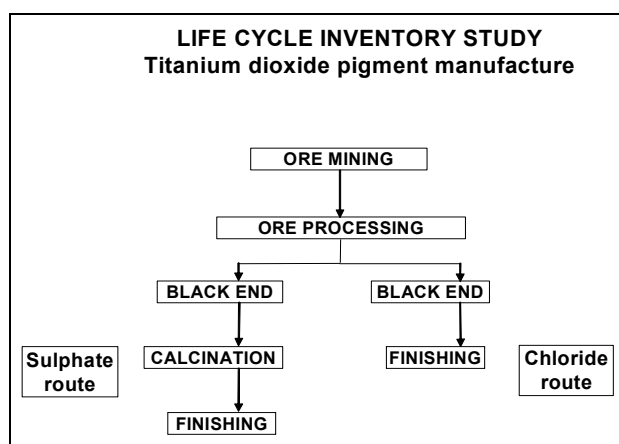 LIFE CYCLE INVENTORY STUDY
Titanium dioxide pigment manufacture
ORE MINING
ORE PROCESSING
BLACK END
BLACK END
Sulphate
route
CALCINATION
FINISHING
Chloride
route
FINISHING